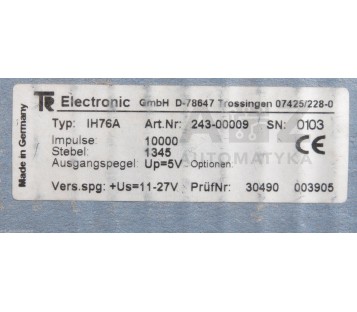 TR Electronic GmbH D-78647 Trossingen 07425/228-0
Typ: IH76A Art.Nr: 243-00009 SN: 0103
Impulse: 10000
Stebel: 1345
Ausgangspegel: Up=5V Optionen.
Vers.spg: +Us=11-27V PrüfNr: 30490 003905
CE
Made in Germany
AUTOMATYKA